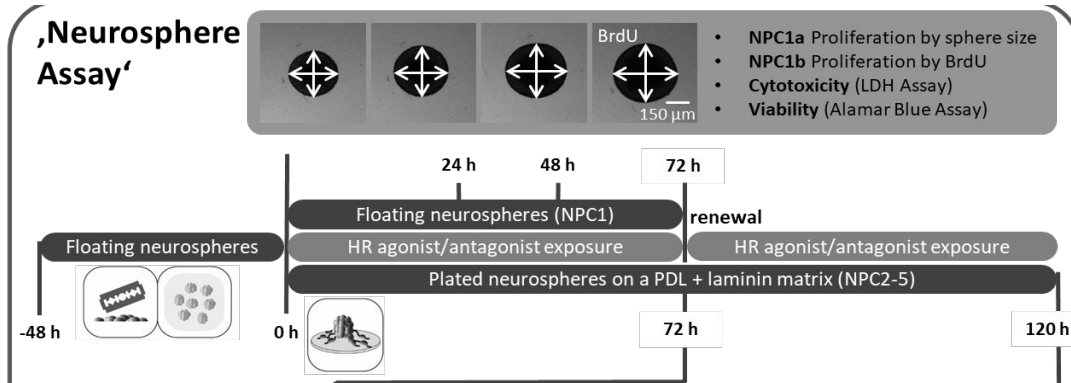 ‚Neurosphere
Assay‘
BrdU
150 µm
• NPC1a Proliferation by sphere size
• NPC1b Proliferation by BrdU
• Cytotoxicity (LDH Assay)
• Viability (Alamar Blue Assay)
24 h
48 h
72 h
Floating neurospheres (NPC1)
renewal
Floating neurospheres
HR agonist/antagonist exposure
HR agonist/antagonist exposure
Plated neurospheres on a PDL + laminin matrix (NPC2-5)
-48 h
0 h
72 h
120 h